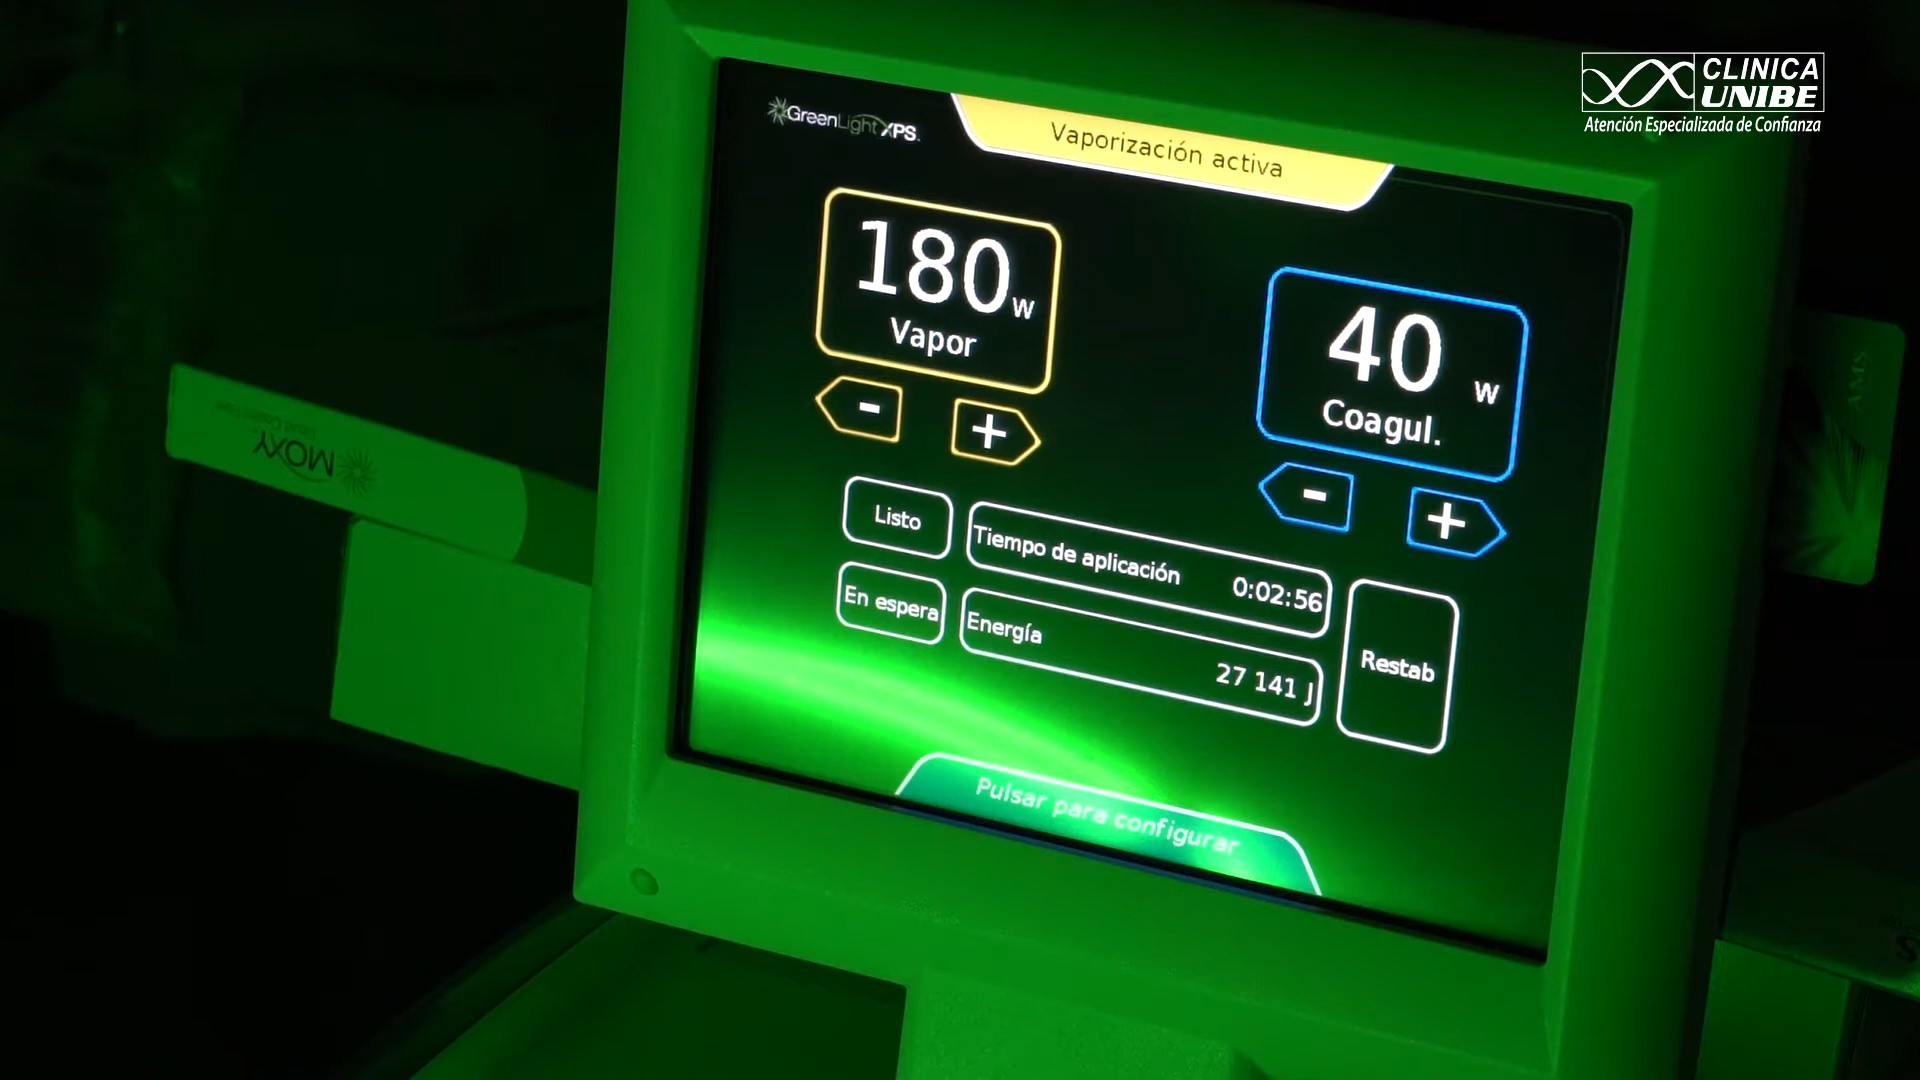 CLINICA
UNIBE
Atención Especializada de Confianza
GreenLight XPS
Vaporización activa
180 w
Vapor
- +
40 w
Coagul.
- +
Listo
Tiempo de aplicación 0:02:56
En espera
Energía
27 141 J
Restab
Pulsar para configurar
MOXY
AMS